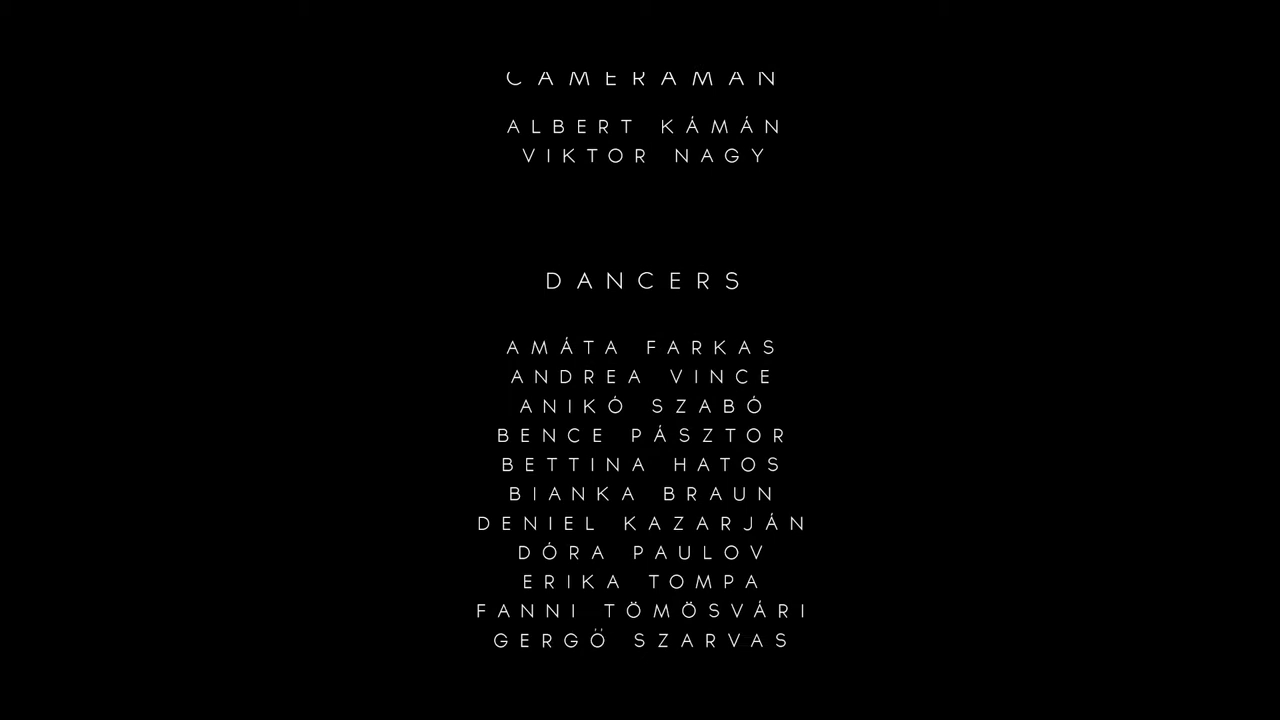 CAMERAMAN
ALBERT KÁMÁN
VIKTOR NAGY
DANCERS
AMÁTA FARKAS
ANDREA VINCE
ANIKÓ SZABÓ
BENCE PÁSZTOR
BETTINA HATOS
BIANKA BRAUN
DENIEL KAZARJÁN
DÓRA PAULOV
ERIKA TOMPA
FANNI TÖMÖSVÁRI
GERGÖ SZARVAS